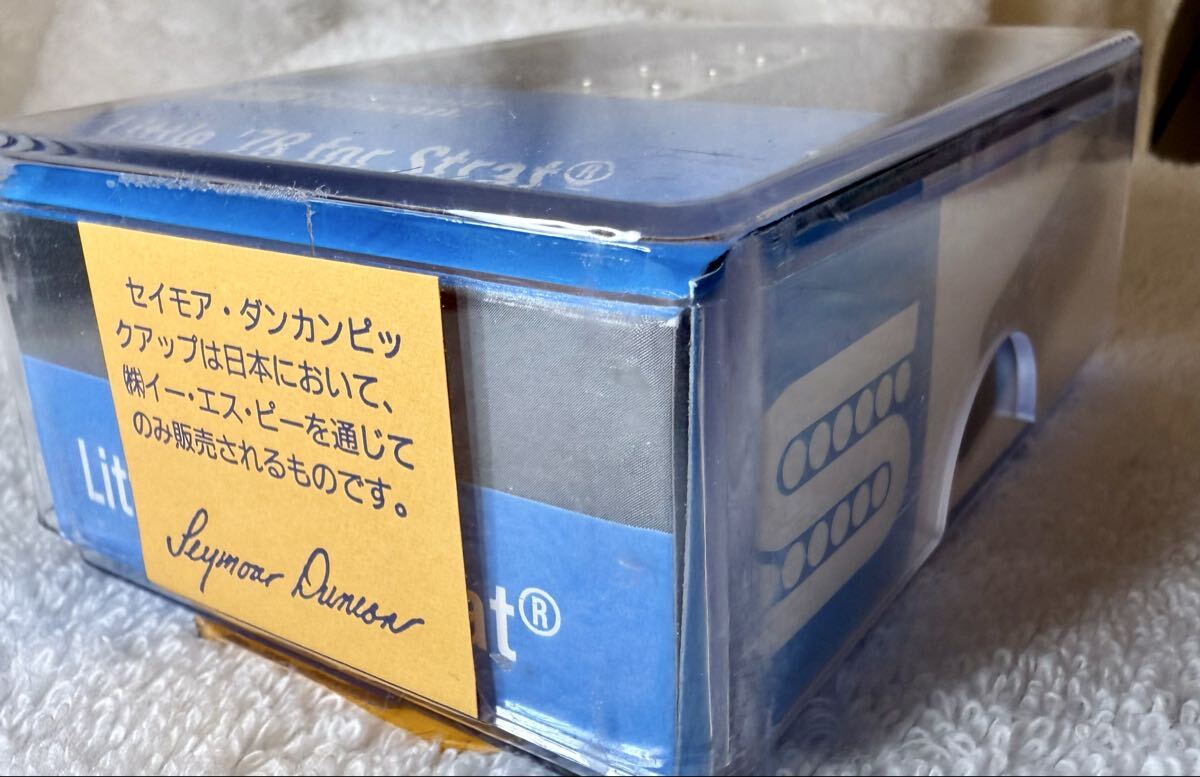 '78 for Strat®
セイモア・ダンカンピッ
クアップは日本において、
㈱イー・エス・ピーを通じて
のみ販売されるものです。
Seymour Duncan
Lit
at®